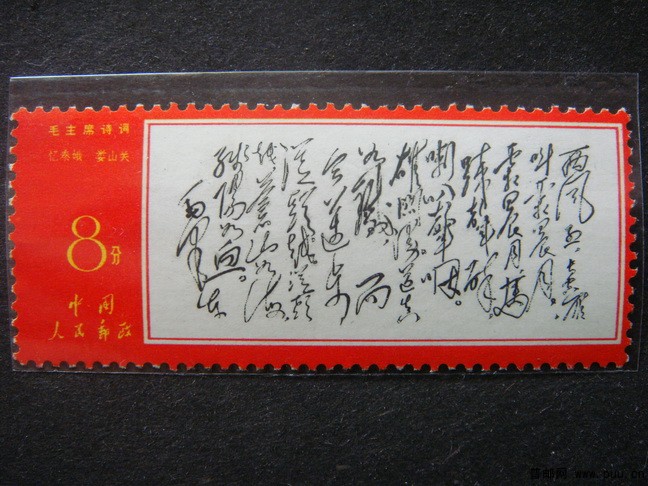 毛主席诗词
忆秦娥 娄山关
8分
中国
人民邮政
西风烈。长空雁
叫霜晨月。
霜晨月。马
蹄声碎,
喇叭声咽。
雄关漫道真
如铁。而
今迈步
从头越。从头
越。苍山如海,
残阳如血。
毛泽东